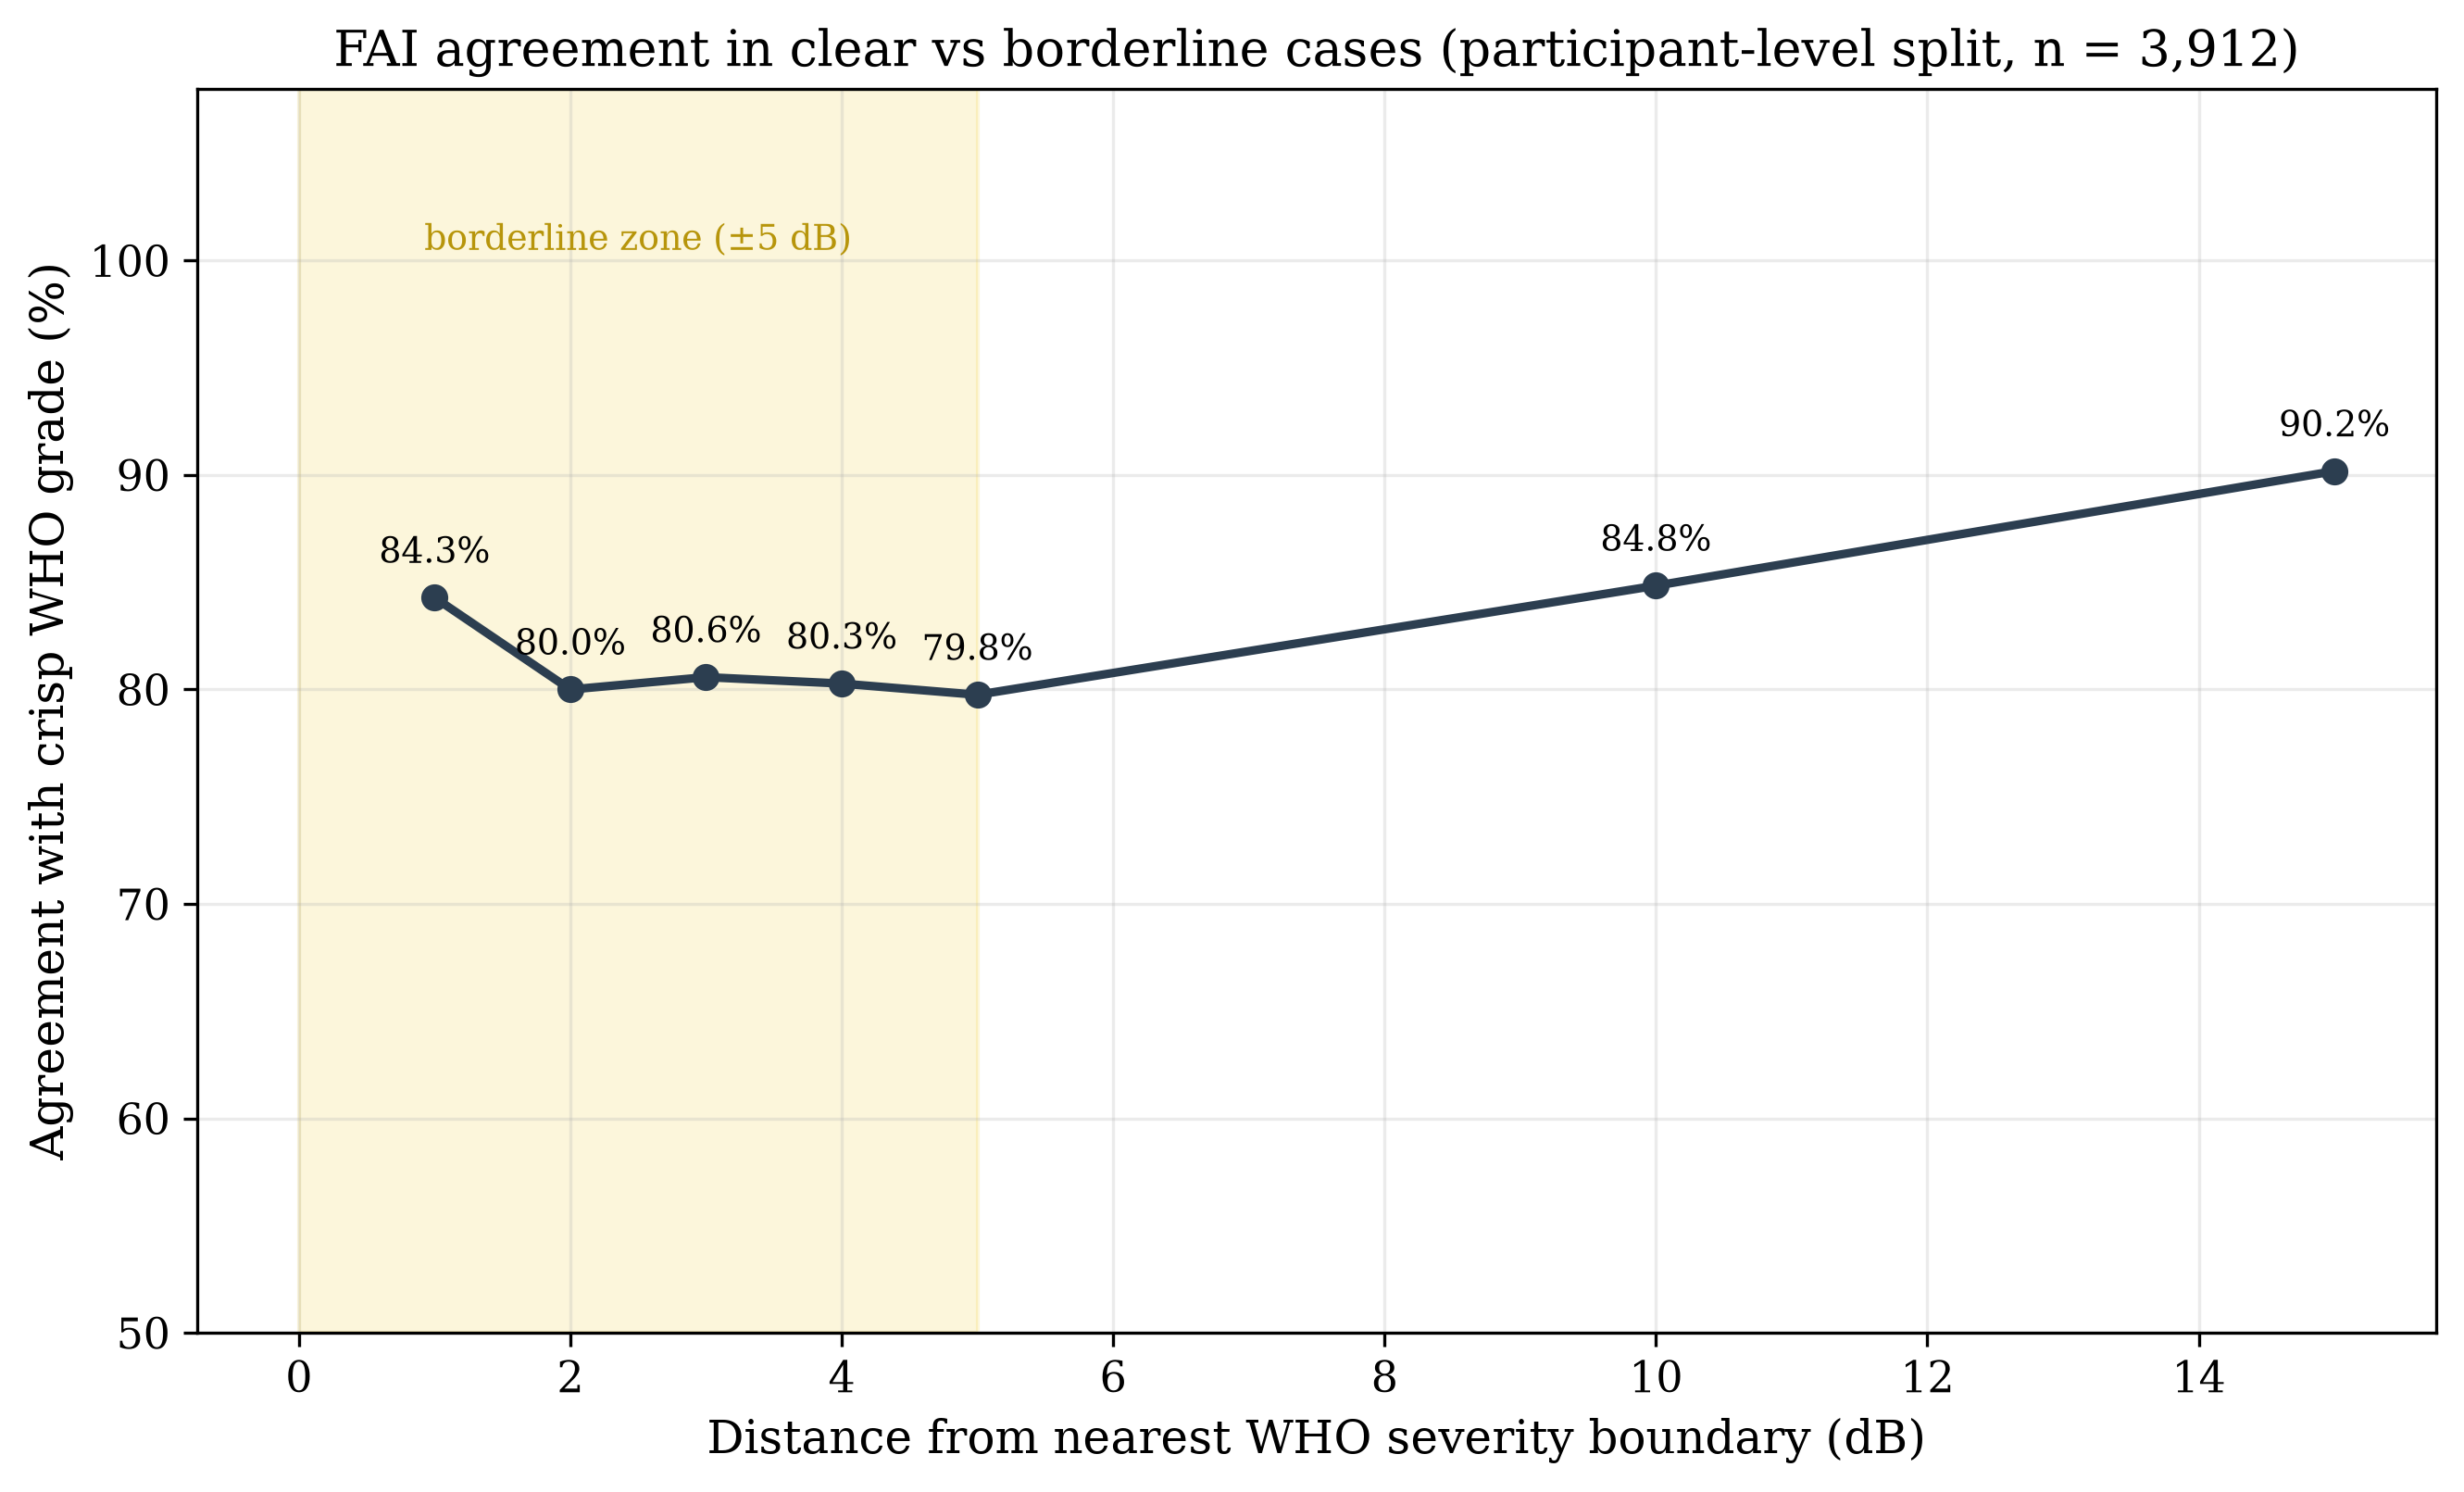 FAI agreement in clear vs borderline cases (participant-level split, n = 3,912)
Agreement with crisp WHO grade (%)
100
90
80
70
60
50
borderline zone (±5 dB)
84.3%
80.0%
80.6%
80.3%
79.8%
84.8%
90.2%
0 2 4 6 8 10 12 14
Distance from nearest WHO severity boundary (dB)